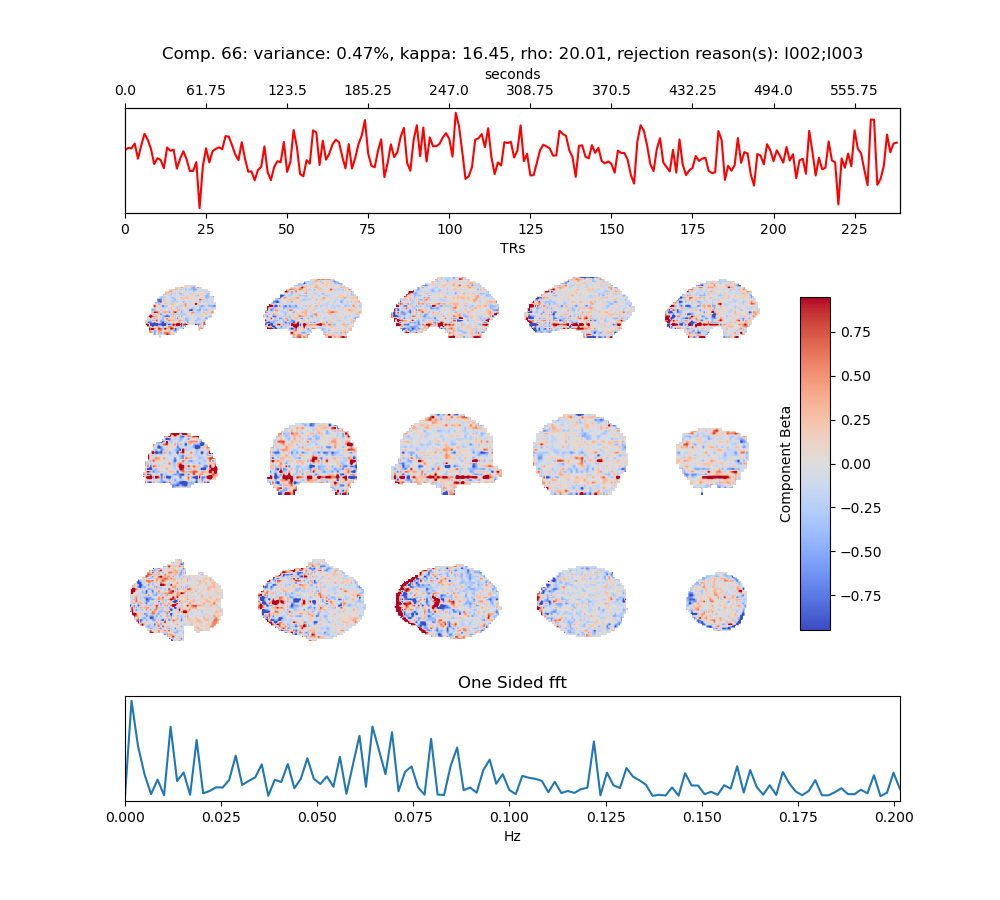 Comp. 66: variance: 0.47%, kappa: 16.45, rho: 20.01, rejection reason(s): I002;I003
seconds
0.0 61.75 123.5 185.25 247.0 308.75 370.5 432.25 494.0 555.75
0 25 50 75 100 125 150 175 200 225
TRs
0.75
0.50
0.25
0.00
−0.25
−0.50
−0.75
Component Beta
One Sided fft
0.000 0.025 0.050 0.075 0.100 0.125 0.150 0.175 0.200
Hz